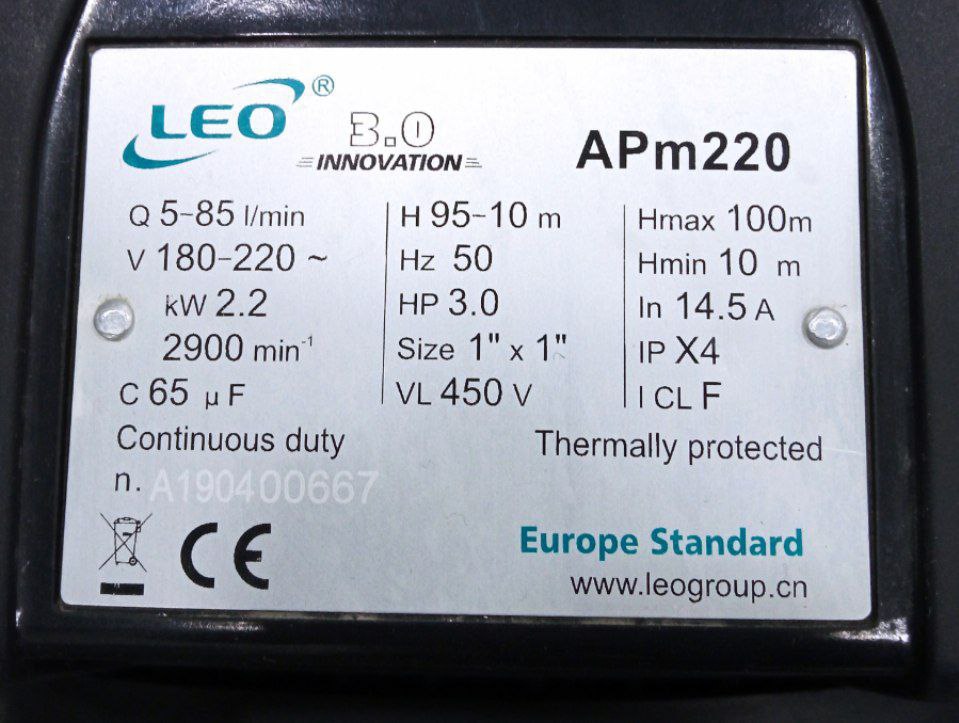 LEO ®
3.0
INNOVATION
APm220
Q 5-85 l/min
V 180-220 ~
kW 2.2
2900 min-1
C 65 µF
H 95-10 m
Hz 50
HP 3.0
Size 1" x 1"
VL 450 V
Hmax 100m
Hmin 10 m
In 14.5 A
IP X4
I CL F
Continuous duty
Thermally protected
n. A190400667
CE
Europe Standard
www.leogroup.cn